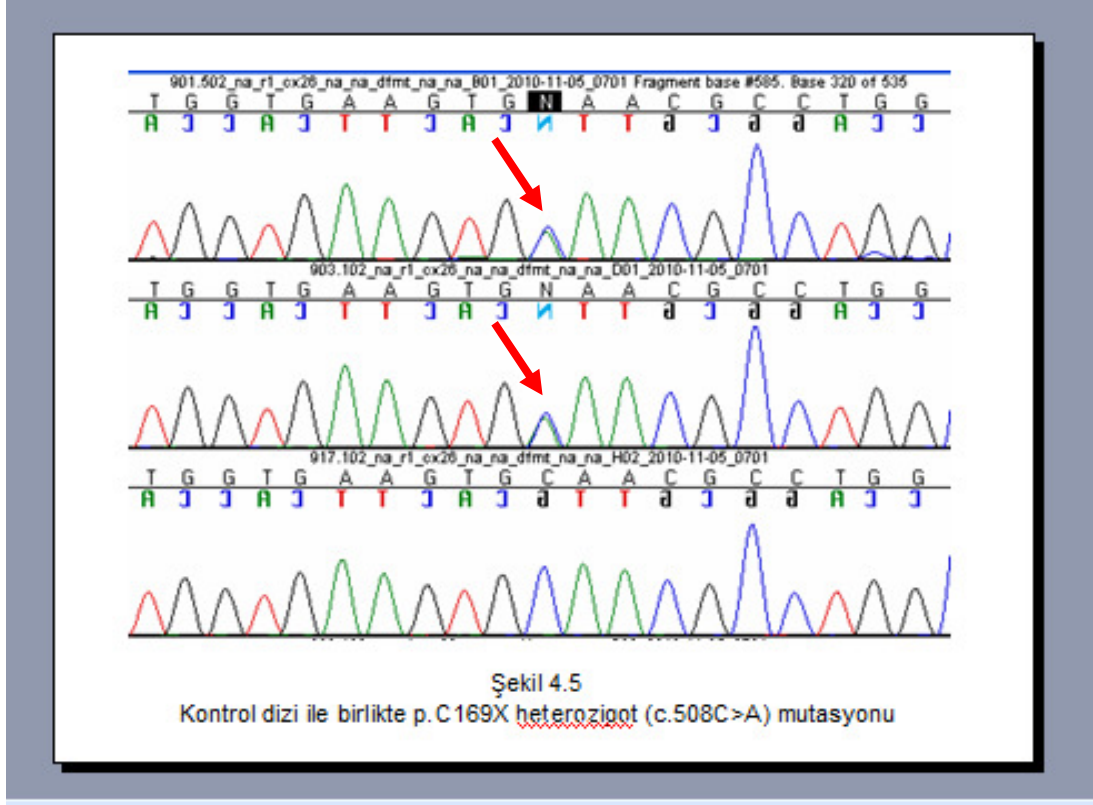 901.502_na_r1_cx26_na_na_dfmt_na_na_B01_2010-11-05_0701 Fragment base #585. Base 320 of 535
T G G T G A A G T G N A A C G C C T G G
A C C A C T T C A C N T T G C G G A C C
903.102_na_r1_cx26_na_na_dfmt_na_na_D01_2010-11-05_0701
T G G T G A A G T G N A A C G C C T G G
A C C A C T T C A C N T T G C G G A C C
917.102_na_r1_cx26_na_na_dfmt_na_na_H02_2010-11-05_0701
T G G T G A A G T G C A A C G C C T G G
A C C A C T T C A C G T T G C G G A C C
Şekil 4.5
Kontrol dizi ile birlikte p.C169X heterozigot (c.508C>A) mutasyonu